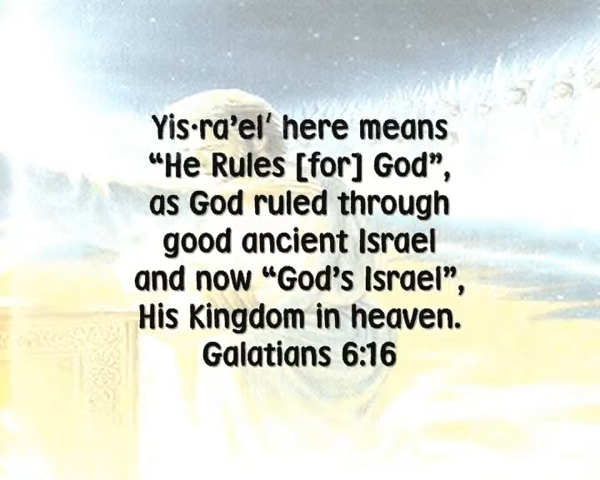 Yis·ra’el′ here means
“He Rules [for] God”,
as God ruled through
good ancient Israel
and now “God’s Israel”,
His Kingdom in heaven.
Galatians 6:16